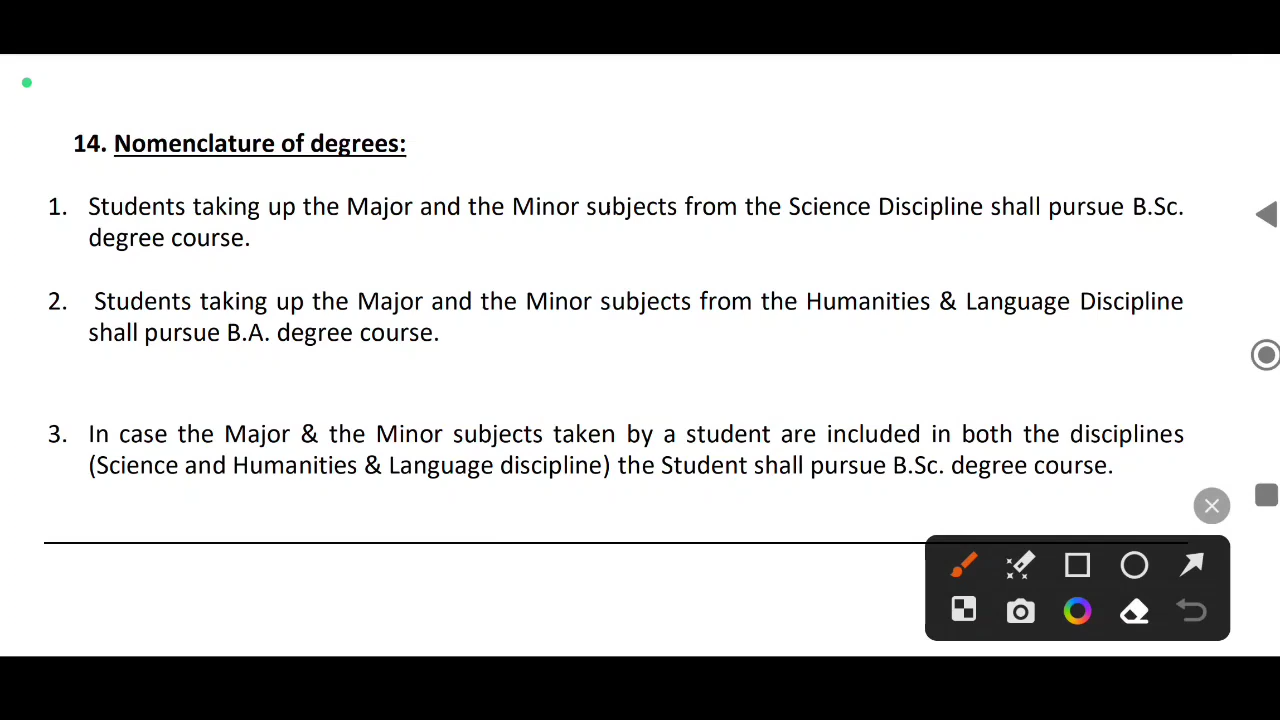 14. Nomenclature of degrees:
1. Students taking up the Major and the Minor subjects from the Science Discipline shall pursue B.Sc.
degree course.
2. Students taking up the Major and the Minor subjects from the Humanities & Language Discipline
shall pursue B.A. degree course.
3. In case the Major & the Minor subjects taken by a student are included in both the disciplines
(Science and Humanities & Language discipline) the Student shall pursue B.Sc. degree course.